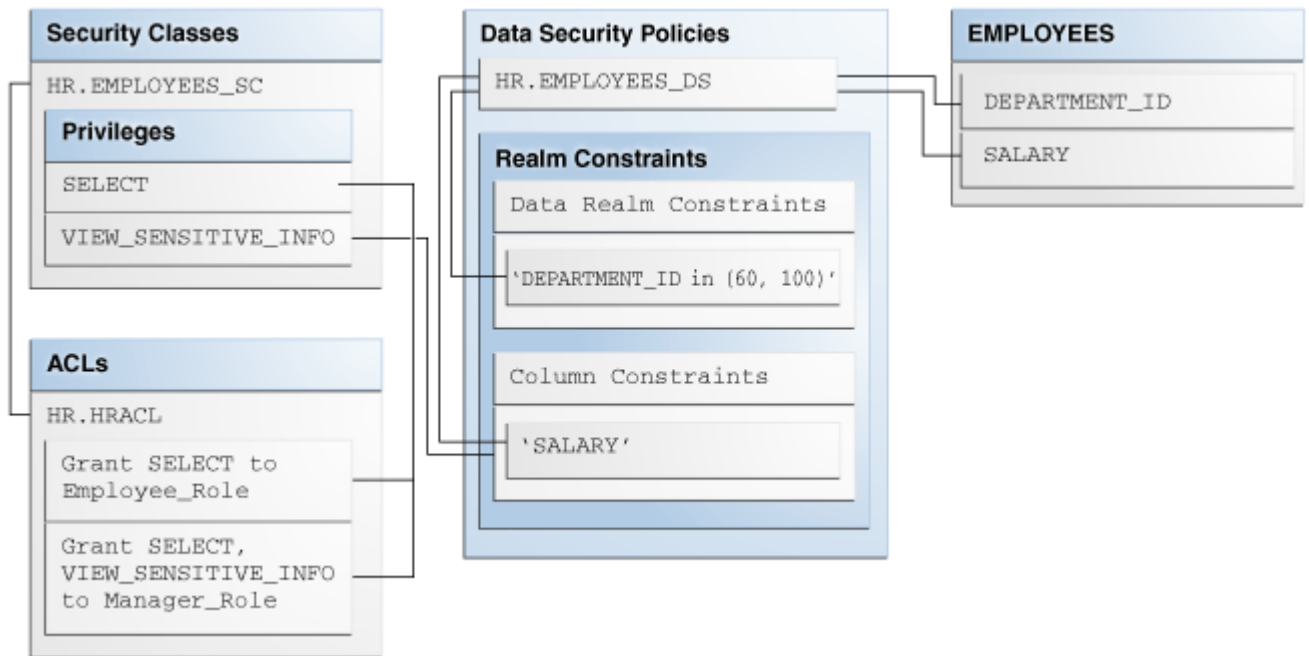 Security Classes
HR.EMPLOYEES_SC
Privileges
SELECT
VIEW_SENSITIVE_INFO
ACLs
HR.HRACL
Grant SELECT to
Employee_Role
Grant SELECT,
VIEW_SENSITIVE_INFO
to Manager_Role
Data Security Policies
HR.EMPLOYEES_DS
Realm Constraints
Data Realm Constraints
‘DEPARTMENT_ID in (60, 100)’
Column Constraints
‘SALARY’
EMPLOYEES
DEPARTMENT_ID
SALARY